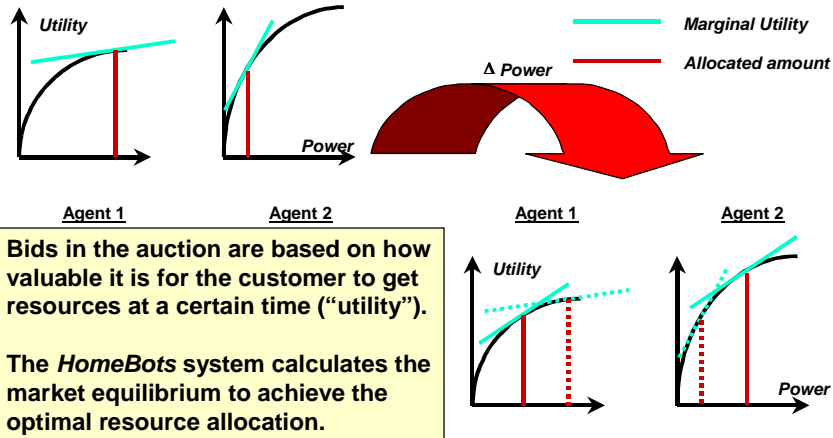 Utility
Marginal Utility
Allocated amount
Δ Power
Power
Agent 1
Agent 2
Agent 1
Agent 2
Bids in the auction are based on how
valuable it is for the customer to get
resources at a certain time (“utility”).
The HomeBots system calculates the
market equilibrium to achieve the
optimal resource allocation.
Utility
Power